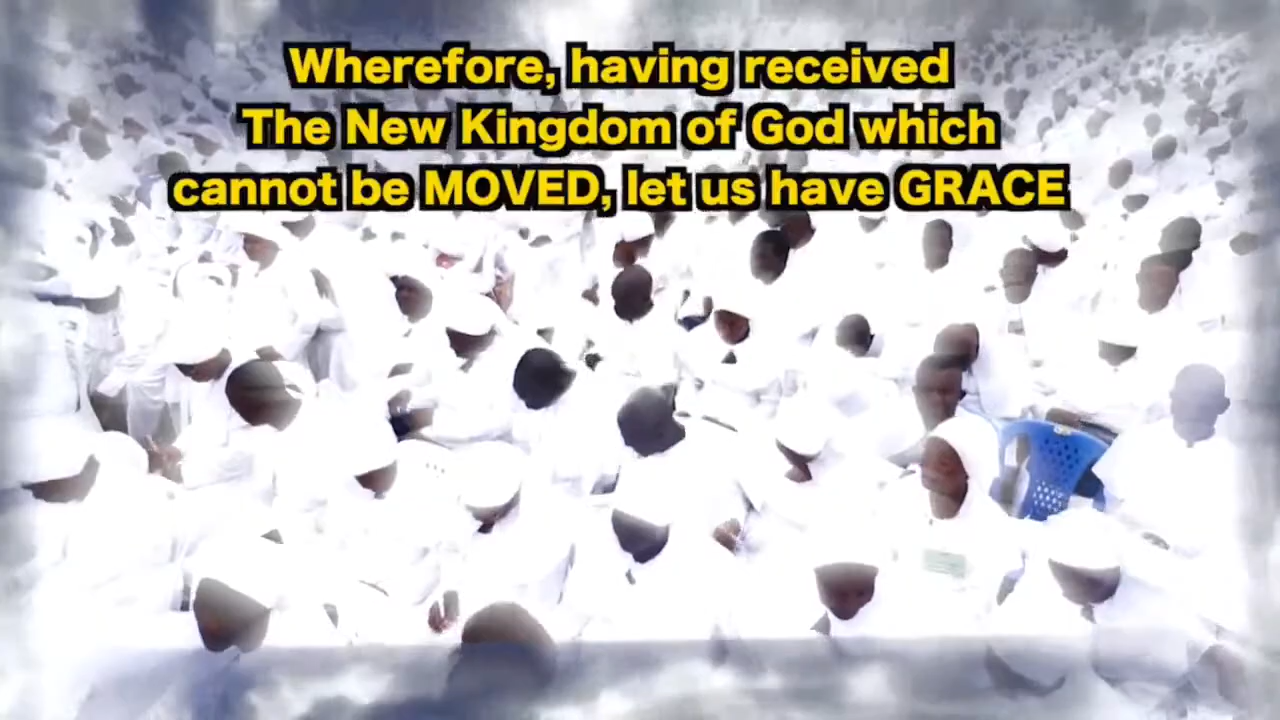 Wherefore, having received
The New Kingdom of God which
cannot be MOVED, let us have GRACE